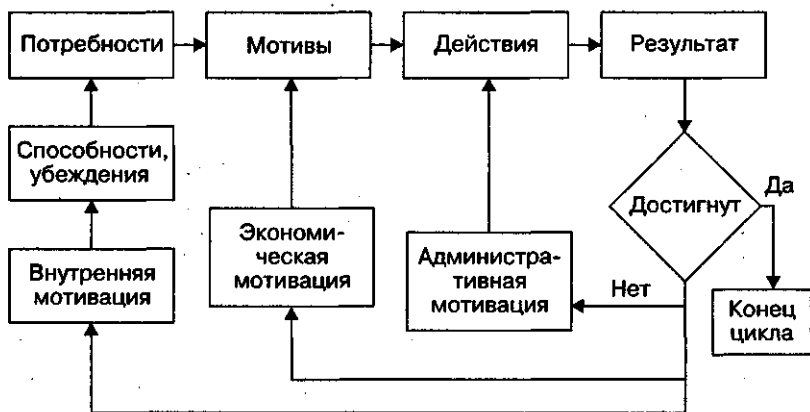 Потребности
Мотивы
Действия
Результат
Способности,
убеждения
Достигнут
Да
Экономи-
ческая
мотивация
Администра-
тивная
мотивация
Внутренняя
мотивация
Нет
Конец
цикла